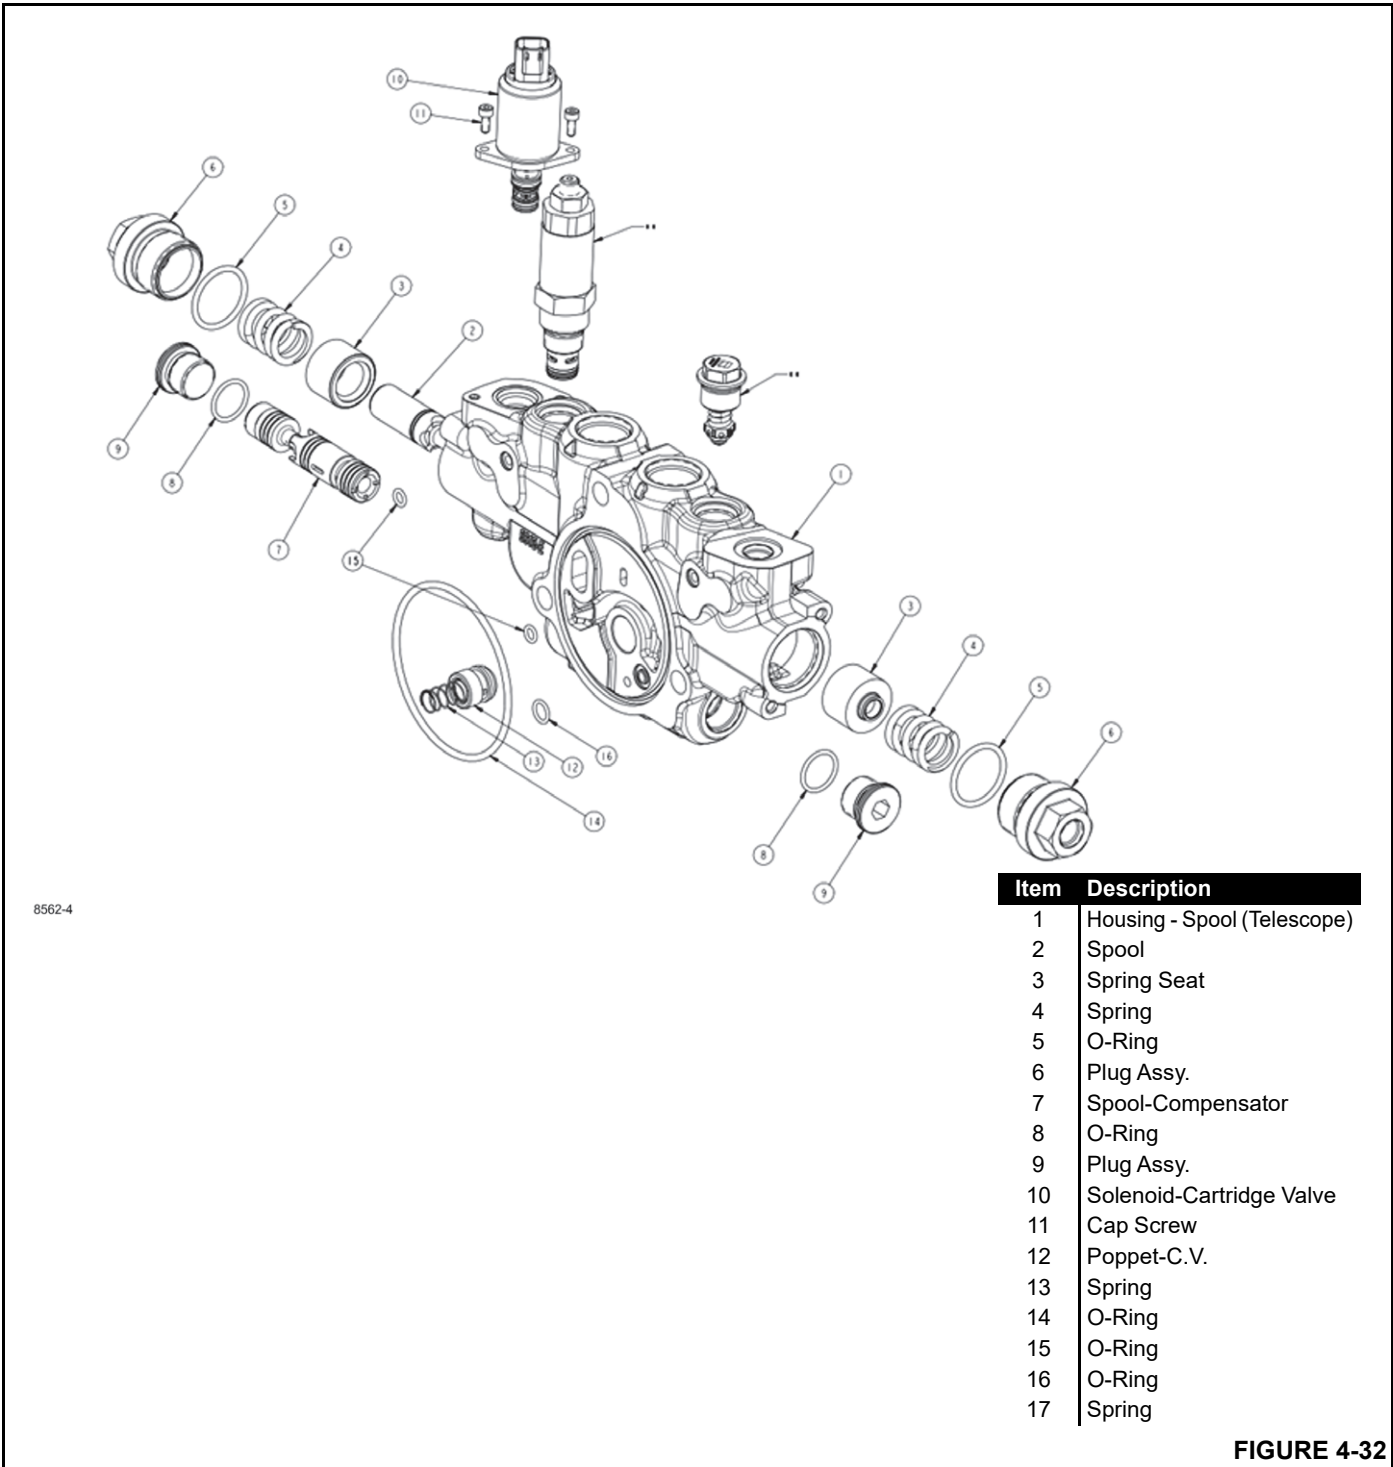 10
11
6
5
4
3
2
9
8
7
15
1
3
4
5
6
16
13
12
14
8
9
8562-4
Item Description
1 Housing - Spool (Telescope)
2 Spool
3 Spring Seat
4 Spring
5 O-Ring
6 Plug Assy.
7 Spool-Compensator
8 O-Ring
9 Plug Assy.
10 Solenoid-Cartridge Valve
11 Cap Screw
12 Poppet-C.V.
13 Spring
14 O-Ring
15 O-Ring
16 O-Ring
17 Spring
FIGURE 4-32